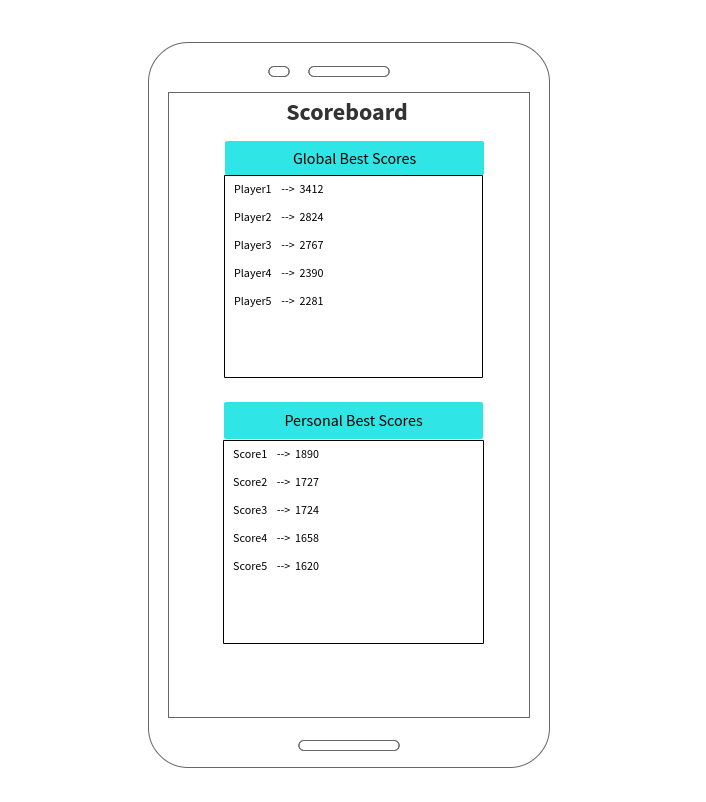 Scoreboard
Global Best Scores
Player1 --> 3412
Player2 --> 2824
Player3 --> 2767
Player4 --> 2390
Player5 --> 2281
Personal Best Scores
Score1 --> 1890
Score2 --> 1727
Score3 --> 1724
Score4 --> 1658
Score5 --> 1620